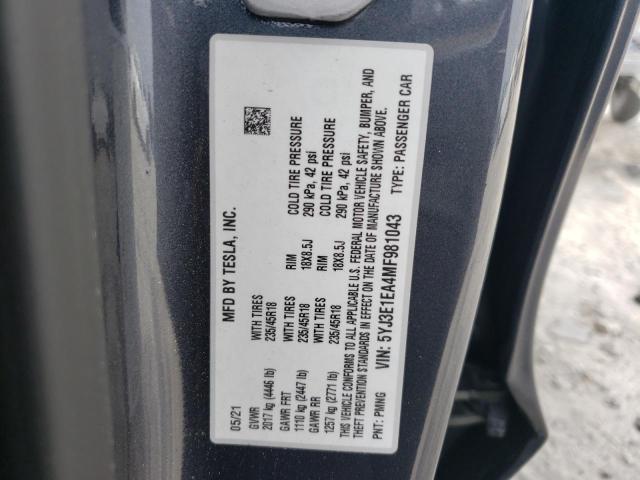 MFD BY TESLA, INC.
05/21
GVWR
2017 kg (4446 lb)
GAWR FRT WITH TIRES RIM COLD TIRE PRESSURE
1110 kg (2447 lb) 235/45R18 18X8.5J 290 kPa, 42 psi
GAWR RR WITH TIRES RIM COLD TIRE PRESSURE
1257 kg (2771 lb) 235/45R18 18X8.5J 290 kPa, 42 psi
THIS VEHICLE CONFORMS TO ALL APPLICABLE U.S. FEDERAL MOTOR VEHICLE SAFETY, BUMPER, AND
THEFT PREVENTION STANDARDS IN EFFECT ON THE DATE OF MANUFACTURE SHOWN ABOVE.
PNT: PMNG VIN: 5YJ3E1EA4MF981043 TYPE: PASSENGER CAR